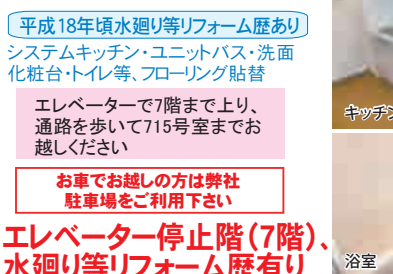 平成18年頃水廻り等リフォーム歴あり
システムキッチン・ユニットバス・洗面
化粧台・トイレ等、フローリング貼替
エレベーターで7階まで上り、
通路を歩いて715号室までお
越しください
お車でお越しの方は弊社
駐車場をご利用下さい
エレベーター停止階(7階)、
水廻り等リフォーム歴有り
キッチン
浴室